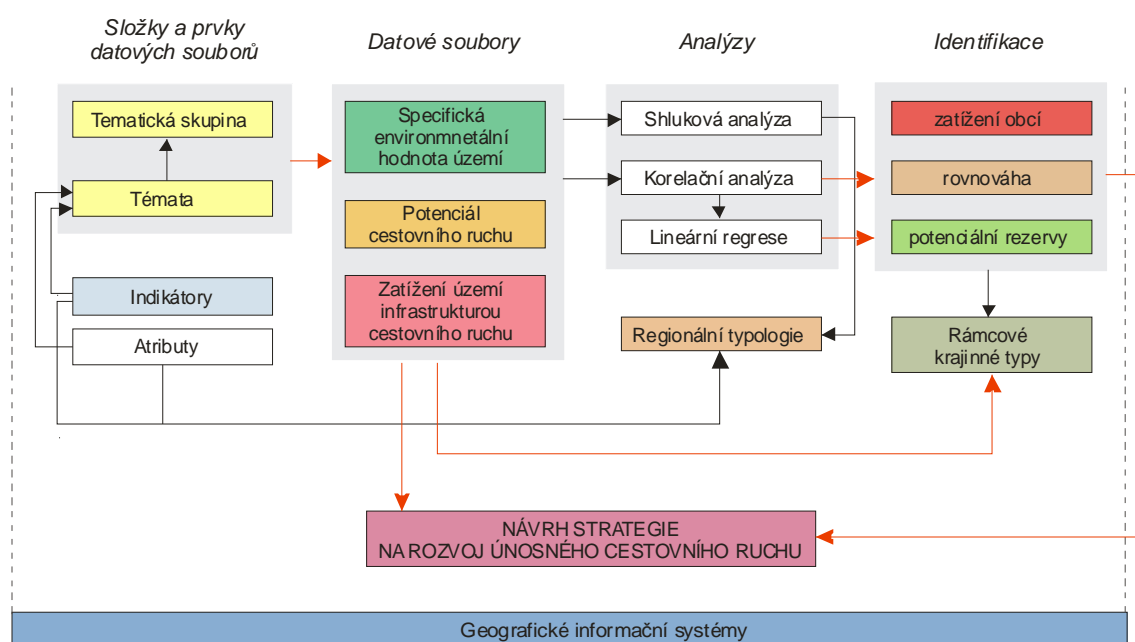 Složky a prvky
datových souborů
Datové soubory
Analýzy
Identifikace
Tematická skupina
Témata
Indikátory
Atributy
Specifická
environmnetální
hodnota území
Potenciál
cestovního ruchu
Zatížení území
infrastrukturou
cestovního ruchu
Shluková analýza
Korelační analýza
Lineární regrese
Regionální typologie
zatížení obcí
rovnováha
potenciální rezervy
Rámcové
krajinné typy
NÁVRH STRATEGIE
NA ROZVOJ ÚNOSNÉHO CESTOVNÍHO RUCHU
Geografické informační systémy